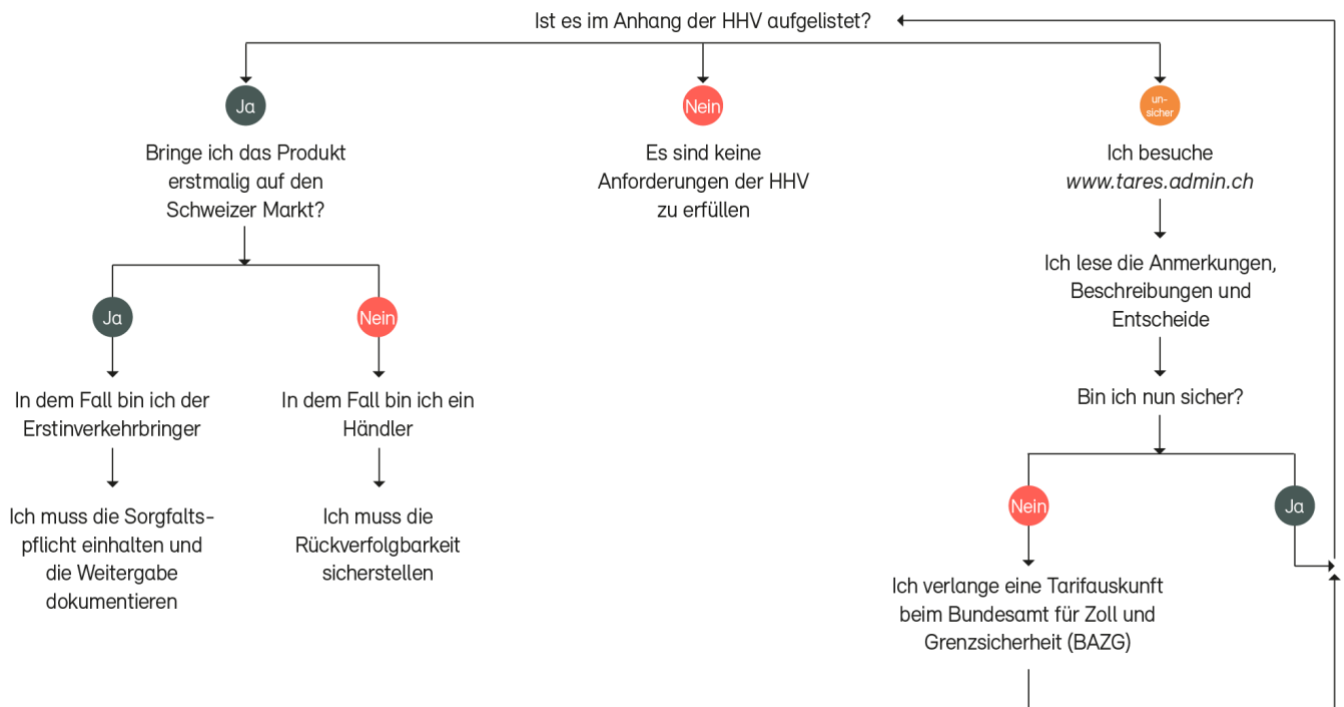 Ist es im Anhang der HHV aufgelistet?
Ja
Bringe ich das Produkt
erstmalig auf den
Schweizer Markt?
Ja
In dem Fall bin ich der
Erstinverkehrbringer
Ich muss die Sorgfalts-
pflicht einhalten und
die Weitergabe
dokumentieren
Nein
In dem Fall bin ich ein
Händler
Ich muss die
Rückverfolgbarkeit
sicherstellen
Nein
Es sind keine
Anforderungen der HHV
zu erfüllen
un-
sicher
Ich besuche
www.tares.admin.ch
Ich lese die Anmerkungen,
Beschreibungen und
Entscheide
Bin ich nun sicher?
Nein
Ich verlange eine Tarifauskunft
beim Bundesamt für Zoll und
Grenzsicherheit (BAZG)
Ja